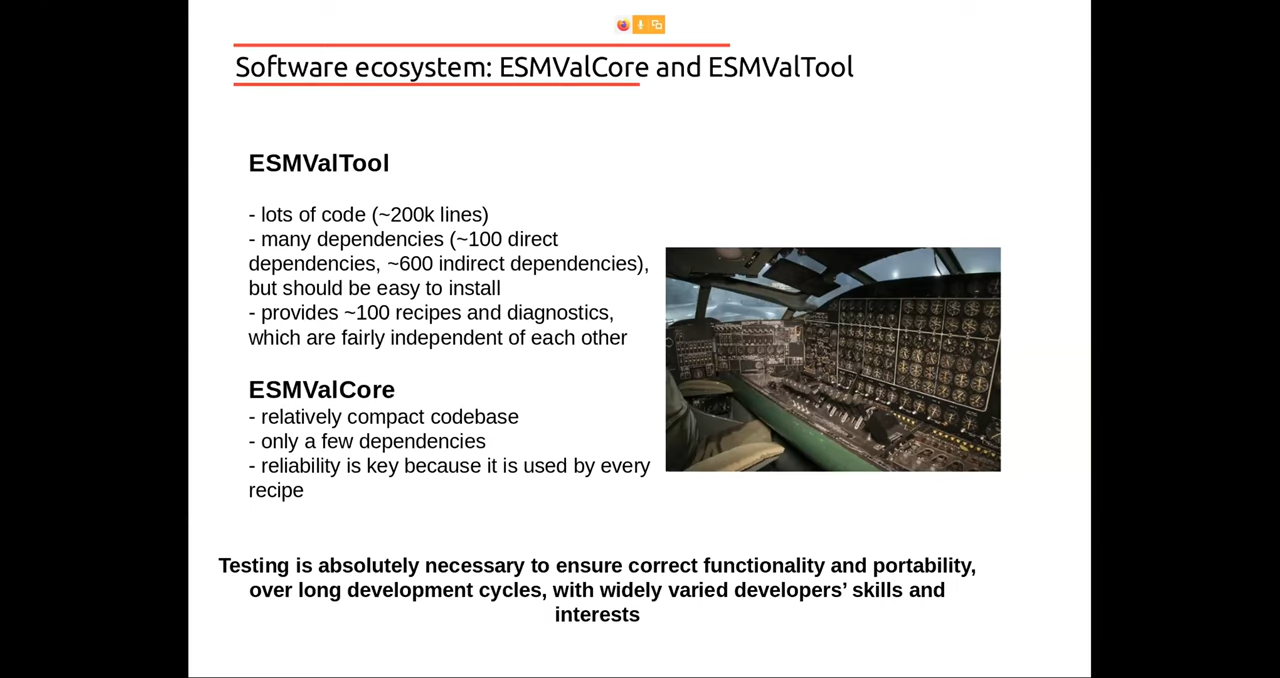 Software ecosystem: ESMValCore and ESMValTool
ESMValTool
- lots of code (~200k lines)
- many dependencies (~100 direct
dependencies, ~600 indirect dependencies),
but should be easy to install
- provides ~100 recipes and diagnostics,
which are fairly independent of each other
ESMValCore
- relatively compact codebase
- only a few dependencies
- reliability is key because it is used by every
recipe
Testing is absolutely necessary to ensure correct functionality and portability,
over long development cycles, with widely varied developers’ skills and
interests